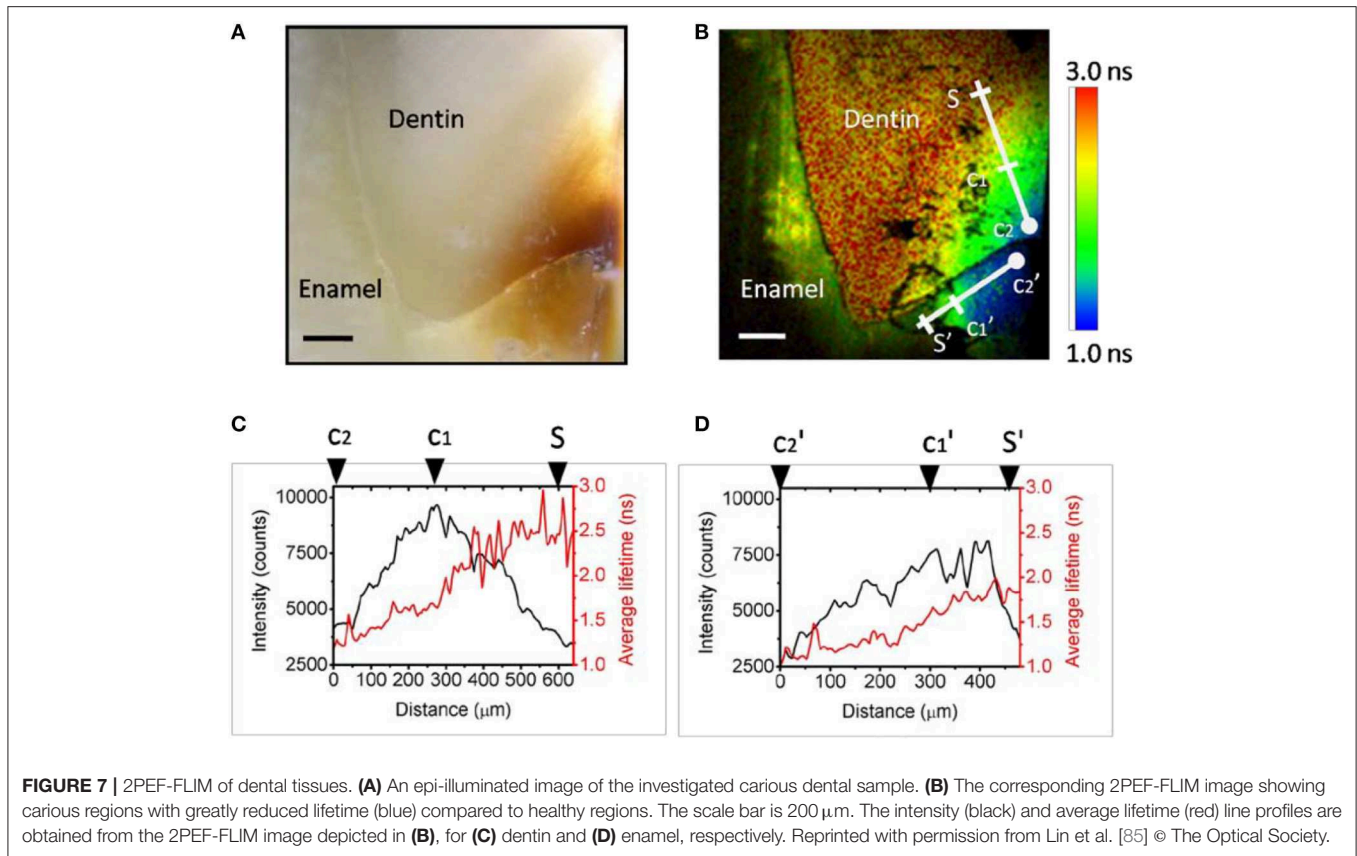 A
B
Dentin
Enamel
Dentin
Enamel
S
C1
C2
C2'
C1'
S'
3.0 ns
1.0 ns
C
D
C2 C1 S
C2' C1' S'
10000
7500
5000
2500
Intensity (counts)
3.0
2.5
2.0
1.5
1.0
Average lifetime (ns)
0 100 200 300 400 500 600
Distance (μm)
10000
7500
5000
2500
Intensity (counts)
3.0
2.5
2.0
1.5
1.0
Average lifetime (ns)
0 100 200 300 400
Distance (μm)
FIGURE 7 | 2PEF-FLIM of dental tissues. (A) An epi-illuminated image of the investigated carious dental sample. (B) The corresponding 2PEF-FLIM image showing
carious regions with greatly reduced lifetime (blue) compared to healthy regions. The scale bar is 200 μm. The intensity (black) and average lifetime (red) line profiles are
obtained from the 2PEF-FLIM image depicted in (B), for (C) dentin and (D) enamel, respectively. Reprinted with permission from Lin et al. [85] © The Optical Society.